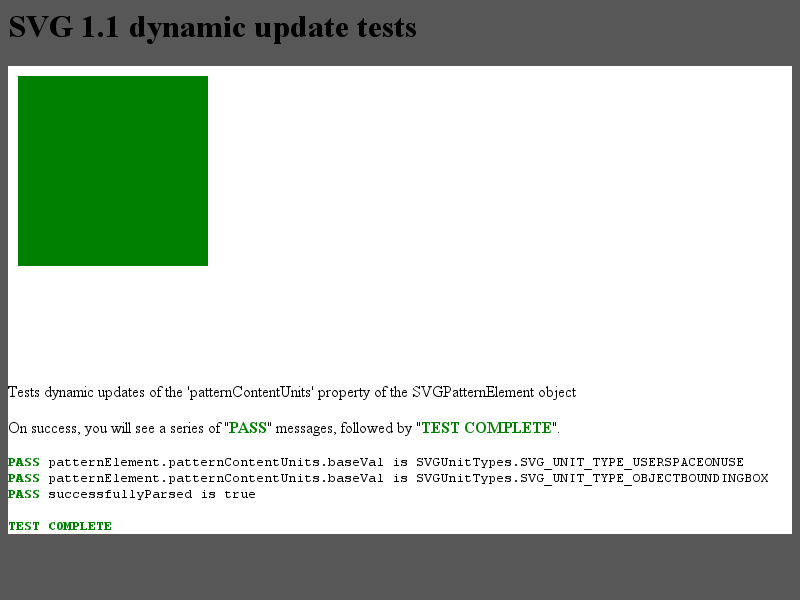 SVG 1.1 dynamic update tests
Tests dynamic updates of the 'patternContentUnits' property of the SVGPatternElement object
On success, you will see a series of "PASS" messages, followed by "TEST COMPLETE".
PASS patternElement.patternContentUnits.baseVal is SVGUnitTypes.SVG_UNIT_TYPE_USERSPACEONUSE
PASS patternElement.patternContentUnits.baseVal is SVGUnitTypes.SVG_UNIT_TYPE_OBJECTBOUNDINGBOX
PASS successfullyParsed is true
TEST COMPLETE